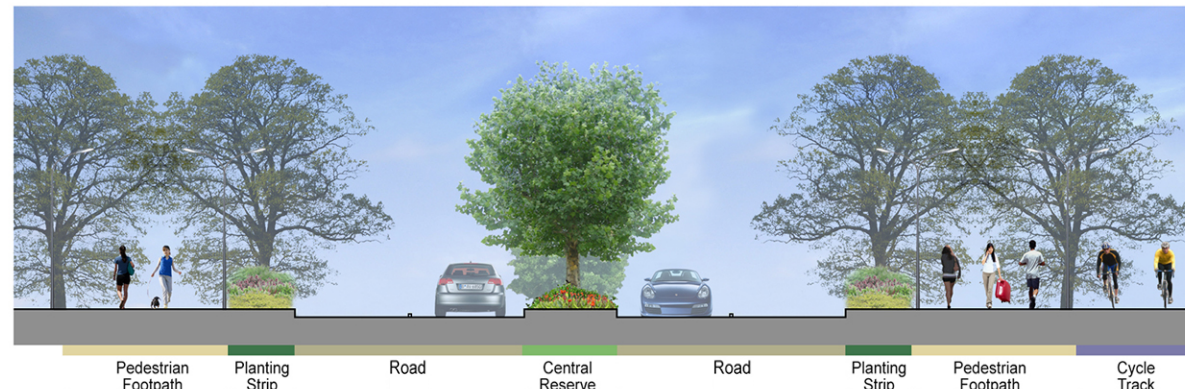 Pedestrian
Footpath
Planting
Strip
Road
Central
Reserve
Road
Planting
Strip
Pedestrian
Footpath
Cycle
Track